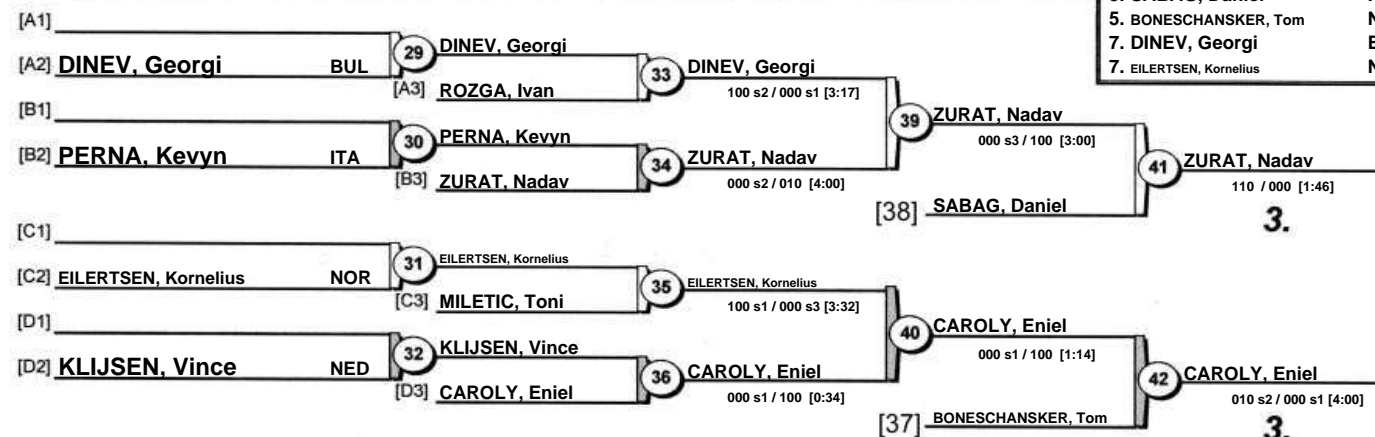 SABAG, Daniel
5. BONESCHANSKER, Tom N
7. DINEV, Georgi
7. EILERTSEN, Kornelius N
[A1]
[A2] DINEV, Georgi BUL
29
DINEV, Georgi
[A3] ROZGA, Ivan
33
DINEV, Georgi
100 s2 / 000 s1 [3:17]
[B1]
[B2] PERNA, Kevyn ITA
30
PERNA, Kevyn
[B3] ZURAT, Nadav
34
ZURAT, Nadav
000 s2 / 010 [4:00]
39
ZURAT, Nadav
000 s3 / 100 [3:00]
[38] SABAG, Daniel
41
ZURAT, Nadav
110 / 000 [1:46]
3.
[C1]
[C2] EILERTSEN, Kornelius NOR
31
EILERTSEN, Kornelius
[C3] MILETIC, Toni
35
EILERTSEN, Kornelius
100 s1 / 000 s3 [3:32]
[D1]
[D2] KLIJSEN, Vince NED
32
KLIJSEN, Vince
[D3] CAROLY, Eniel
36
CAROLY, Eniel
000 s1 / 100 [0:34]
40
CAROLY, Eniel
000 s1 / 100 [1:14]
[37] BONESCHANSKER, Tom
42
CAROLY, Eniel
010 s2 / 000 s1 [4:00]
3.